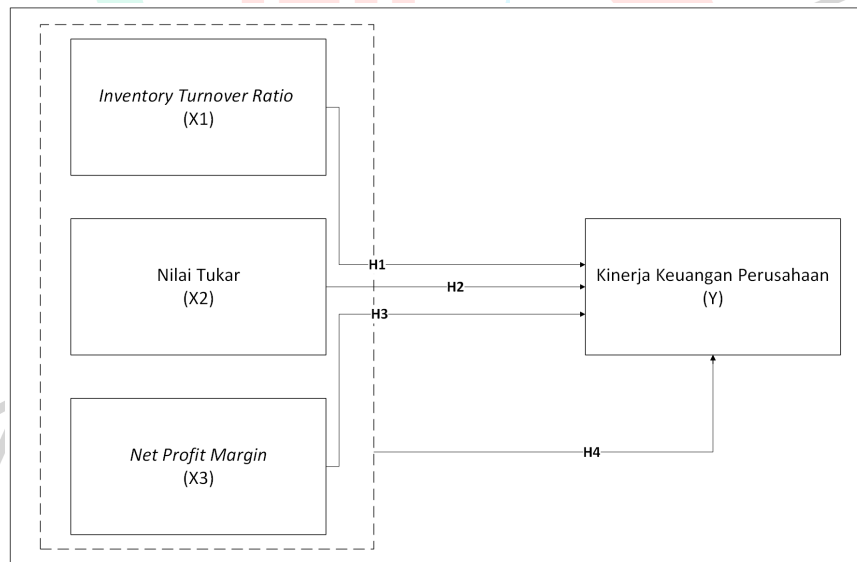 Inventory Turnover Ratio
(X1)
Nilai Tukar
(X2)
Net Profit Margin
(X3)
H1
H2
H3
H4
Kinerja Keuangan Perusahaan
(Y)